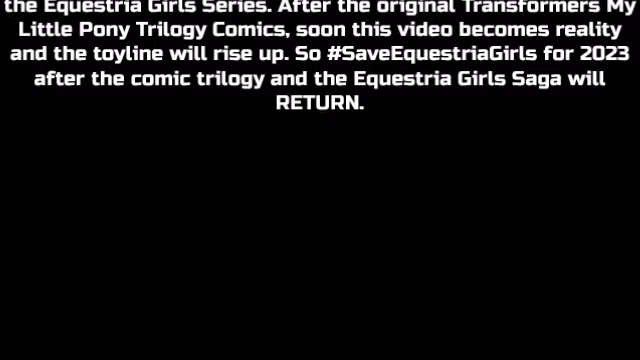 the Equestria Girls Series. After the original Transformers My
Little Pony Trilogy Comics, soon this video becomes reality
and the toyline will rise up. So #SaveEquestriaGirls for 2023
after the comic trilogy and the Equestria Girls Saga will
RETURN.